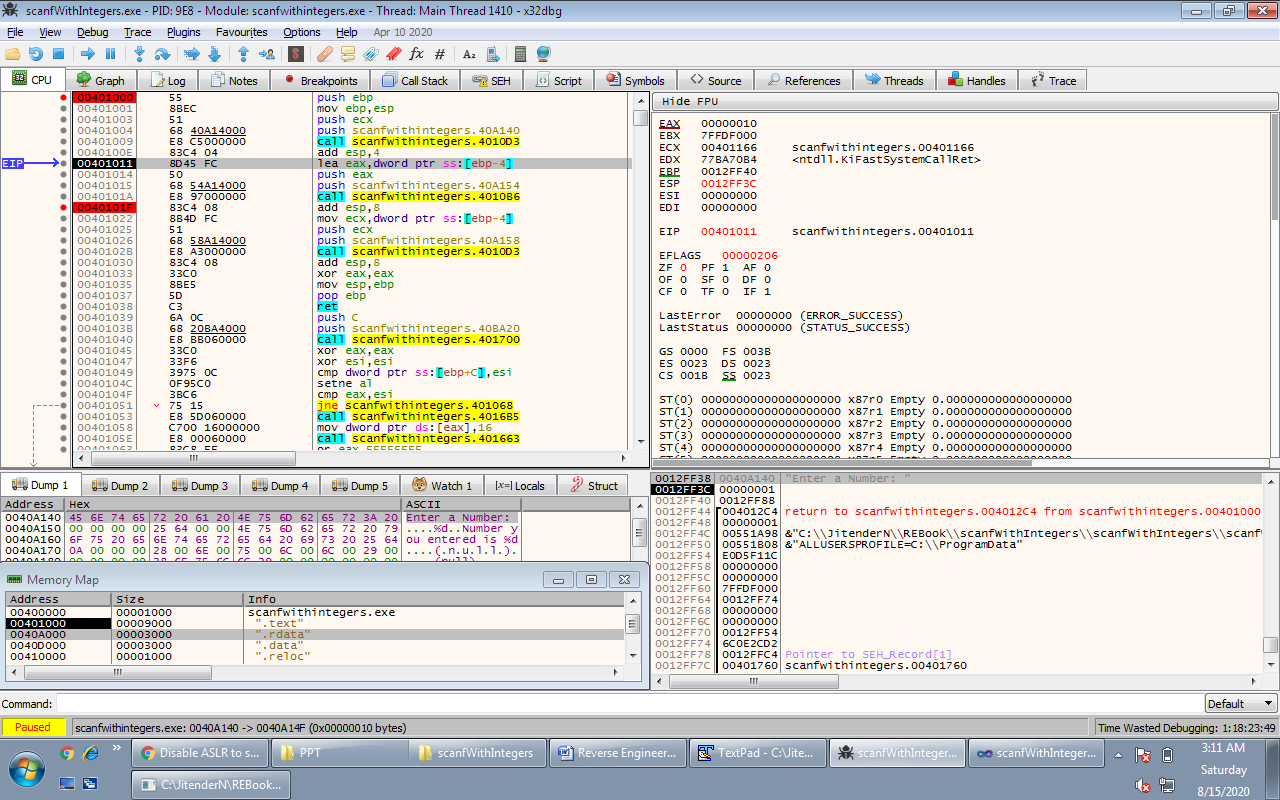 scanfWithIntegers.exe - PID: 9E8 - Module: scanfwithintegers.exe - Thread: Main Thread 1410 - x32dbg
File View Debug Trace Plugins Favourites Options Help Apr 10 2020
CPU Graph Log Notes Breakpoints Call Stack SEH Script Symbols Source References Threads Handles Trace
00401000 55 push ebp
00401001 8BEC mov ebp,esp
00401003 51 push ecx
00401004 68 40A14000 push scanfwithintegers.40A140
00401009 E8 C5000000 call scanfwithintegers.4010D3
0040100E 83C4 04 add esp,4
EIP 00401011 8D45 FC lea eax,dword ptr ss:[ebp-4]
00401014 50 push eax
00401015 68 54A14000 push scanfwithintegers.40A154
0040101A E8 97000000 call scanfwithintegers.4010B6
0040101F 83C4 08 add esp,8
00401022 8B4D FC mov ecx,dword ptr ss:[ebp-4]
00401025 51 push ecx
00401026 68 58A14000 push scanfwithintegers.40A158
0040102B E8 A3000000 call scanfwithintegers.4010D3
00401030 83C4 08 add esp,8
00401033 33C0 xor eax,eax
00401035 8BE5 mov esp,ebp
00401037 5D pop ebp
00401038 C3 ret
00401039 6A 0C push C
0040103B 68 20BA4000 push scanfwithintegers.40BA20
00401040 E8 BB060000 call scanfwithintegers.401700
00401045 33C0 xor eax,eax
00401047 33F6 xor esi,esi
00401049 3975 0C cmp dword ptr ss:[ebp+C],esi
0040104C 0F95C0 setne al
0040104F 3BC6 cmp eax,esi
00401051 75 15 jne scanfwithintegers.401068
00401053 E8 5D060000 call scanfwithintegers.4016B5
00401058 C700 16000000 mov dword ptr ds:[eax],16
0040105E E8 00060000 call scanfwithintegers.401663
00401063 83C8 FF or eax,FFFFFFFF
Hide FPU
EAX 00000010
EBX 7FFDF000
ECX 00401166 scanfwithintegers.00401166
EDX 77BA70B4 <ntdll.KiFastSystemCallRet>
EBP 0012FF40
ESP 0012FF3C
ESI 00000000
EDI 00000000
EIP 00401011 scanfwithintegers.00401011
EFLAGS 00000206
ZF 0 PF 1 AF 0
OF 0 SF 0 DF 0
CF 0 TF 0 IF 1
LastError 00000000 (ERROR_SUCCESS)
LastStatus 00000000 (STATUS_SUCCESS)
GS 0000 FS 003B
ES 0023 DS 0023
CS 001B SS 0023
ST(0) 00000000000000000000 x87r0 Empty 0.000000000000000000
ST(1) 00000000000000000000 x87r1 Empty 0.000000000000000000
ST(2) 00000000000000000000 x87r2 Empty 0.000000000000000000
ST(3) 00000000000000000000 x87r3 Empty 0.000000000000000000
ST(4) 00000000000000000000 x87r4 Empty 0.000000000000000000
Dump 1 Dump 2 Dump 3 Dump 4 Dump 5 Watch 1 Locals Struct
Address Hex ASCII
0040A140 45 6E 74 65 72 20 61 20 4E 75 6D 62 65 72 3A 20 Enter a Number:
0040A150 00 00 00 00 25 64 00 00 4E 75 6D 62 65 72 20 79 ....%d..Number y
0040A160 6F 75 20 65 6E 74 65 72 65 64 20 69 73 20 25 64 ou entered is %d
0040A170 0A 00 00 00 28 00 6E 00 75 00 6C 00 6C 00 29 00 ....(.n.u.l.l.).
Memory Map
Address Size Info
00400000 00001000 scanfwithintegers.exe
00401000 00009000 ".text"
0040A000 00003000 ".rdata"
0040D000 00003000 ".data"
00410000 00001000 ".reloc"
0012FF38 0040A140 "Enter a Number: "
0012FF3C 00000001
0012FF40 0012FF88
0012FF44 004012C4 return to scanfwithintegers.004012C4 from scanfwithintegers.00401000
0012FF48 00000001
0012FF4C 00551A98 &"C:\\JitenderN\\REBook\\scanfWithIntegers\\scanfWithIntegers\\scanf
0012FF50 00551B08 &"ALLUSERSPROFILE=C:\\ProgramData"
0012FF54 E0D5F11C
0012FF58 00000000
0012FF5C 00000000
0012FF60 7FFDF000
0012FF64 0012FF74
0012FF68 00000000
0012FF6C 00000000
0012FF70 0012FF54
0012FF74 6C0E2CD2
0012FF78 0012FFC4 Pointer to SEH_Record[1]
0012FF7C 00401760 scanfwithintegers.00401760
Command: Default
Paused scanfwithintegers.exe: 0040A140 -> 0040A14F (0x00000010 bytes) Time Wasted Debugging: 1:18:23:49
Disable ASLR to s... PPT scanfWithIntegers Reverse Engineer... TextPad - C:\Jite... scanfWithInteger... scanfWithInteger...
C:\JitenderN\REBook...
3:11 AM
Saturday
8/15/2020